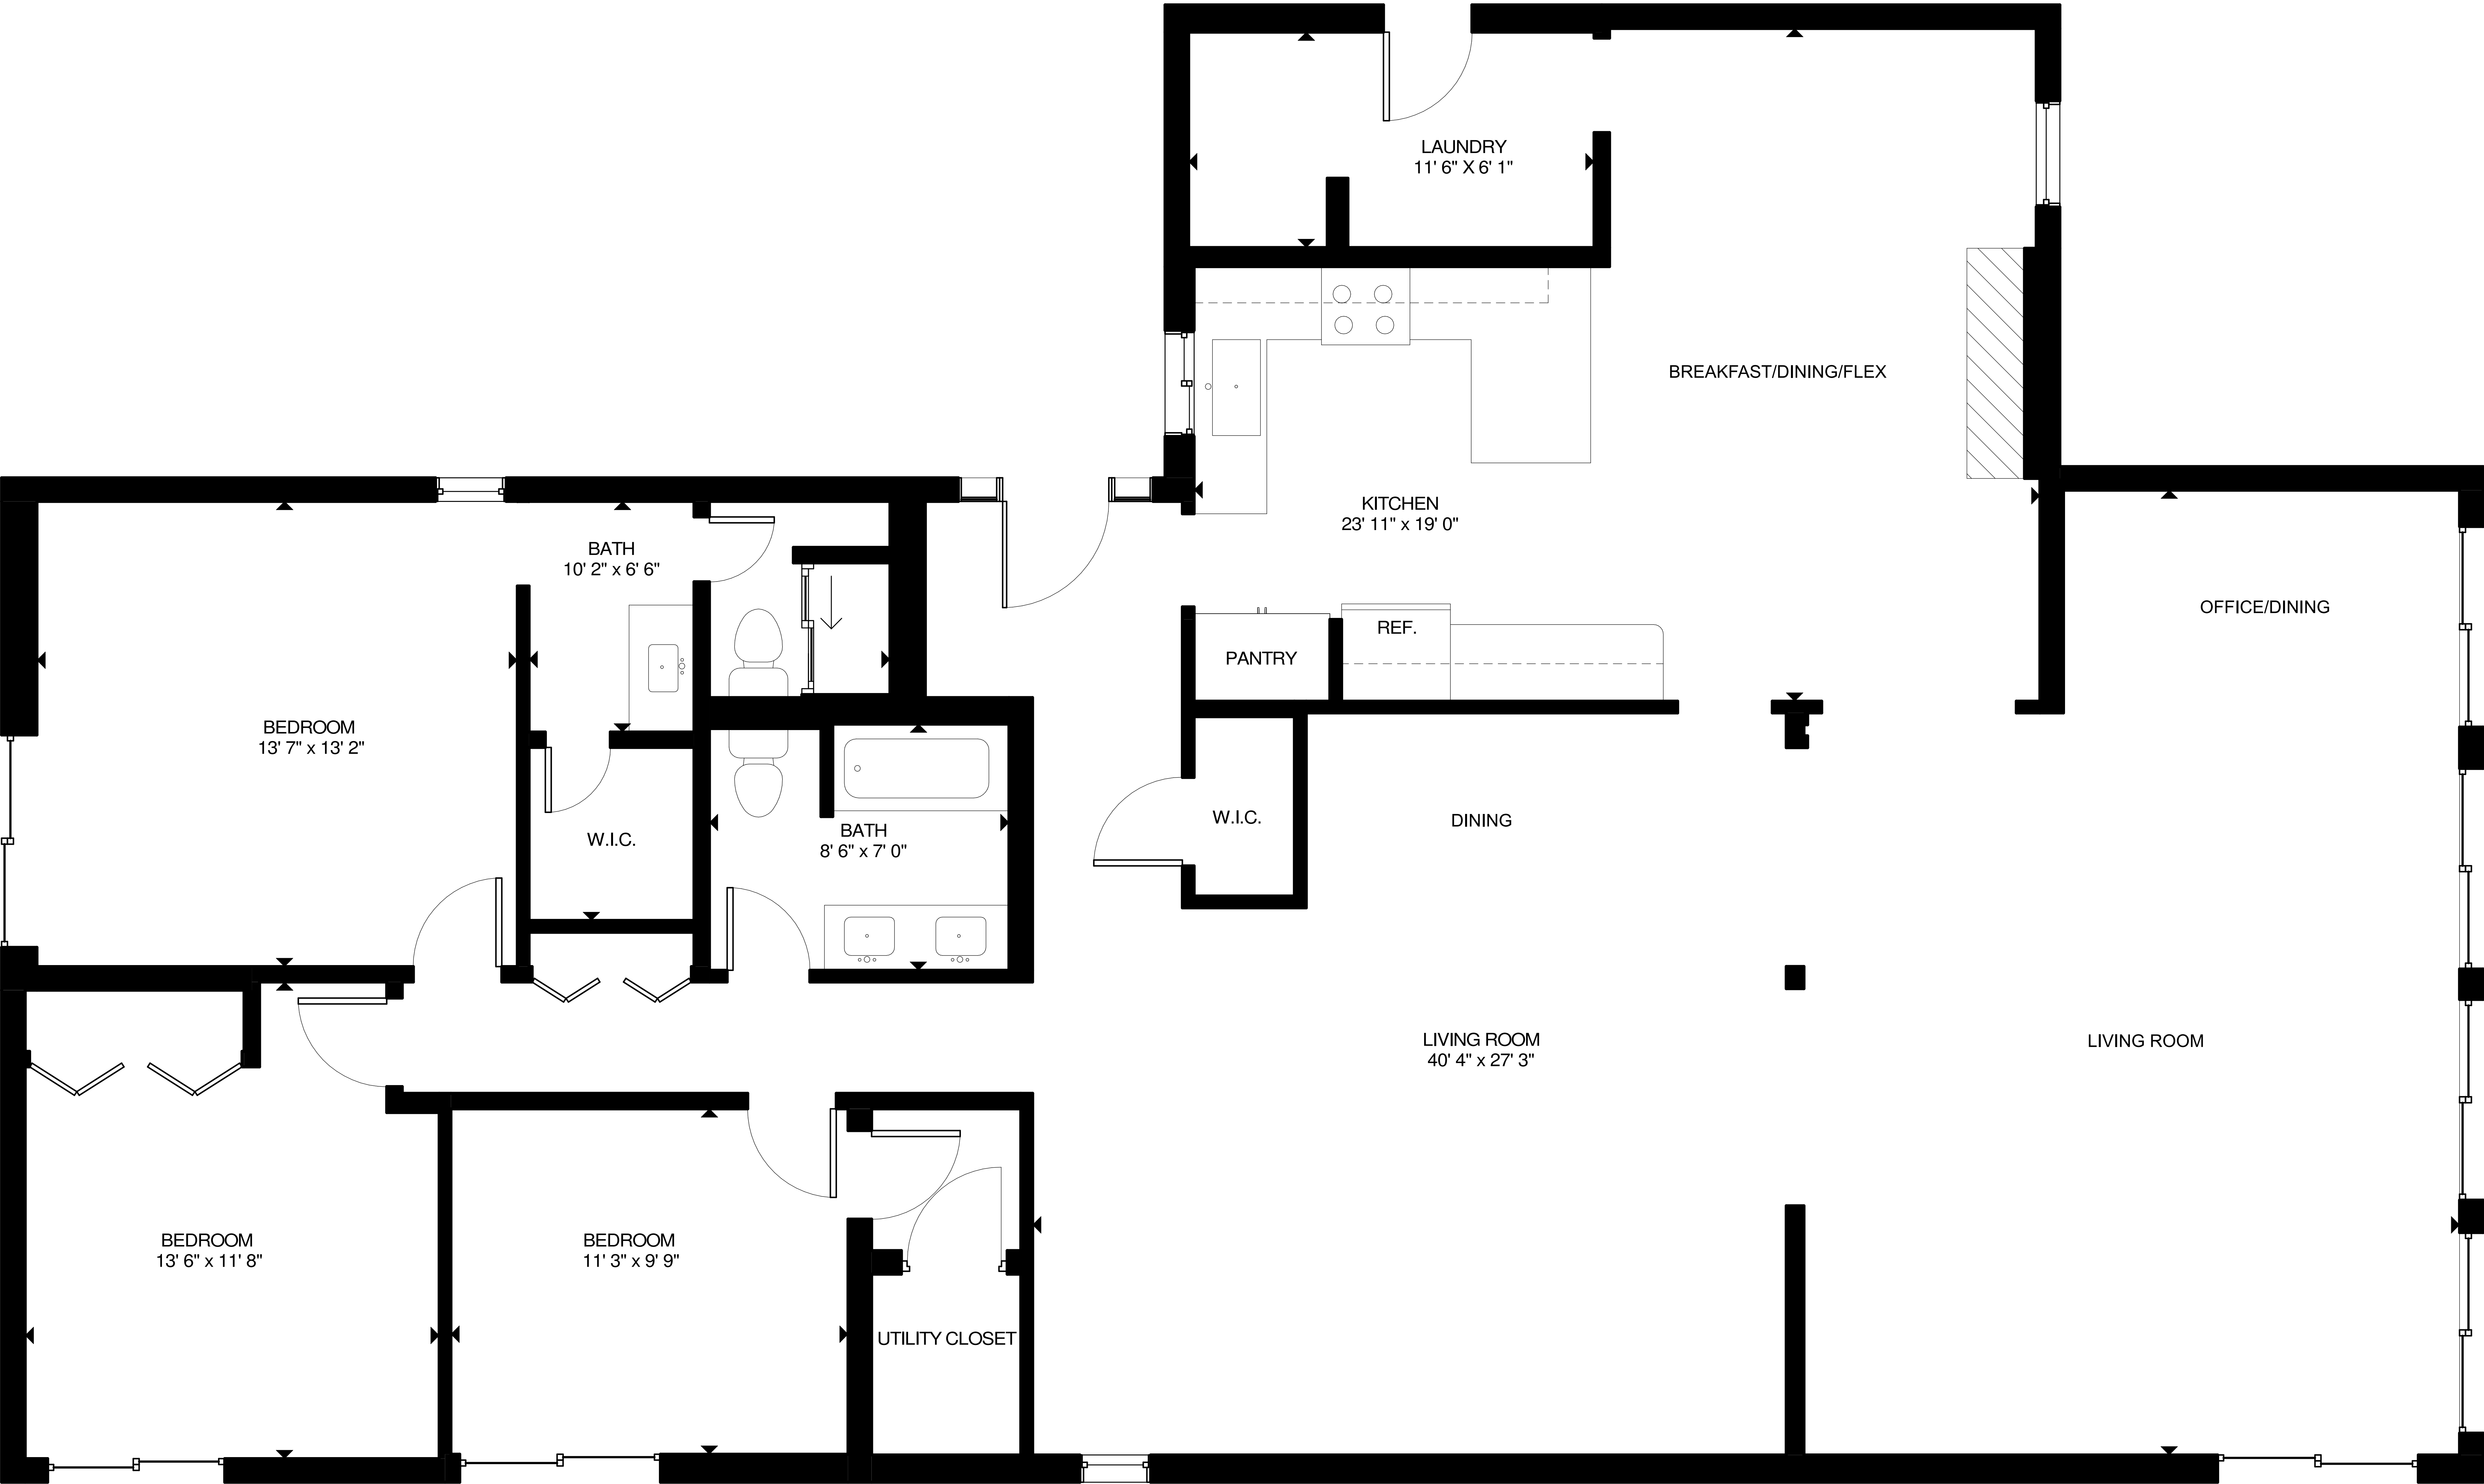 LAUNDRY
11' 6" X 6' 1"
BREAKFAST/DINING/FLEX
KITCHEN
23' 11" x 19' 0"
BATH
10' 2" x 6' 6"
OFFICE/DINING
REF.
PANTRY
BEDROOM
13' 7" x 13' 2"
W.I.C.
BATH
8' 6" x 7' 0"
W.I.C.
DINING
LIVING ROOM
40' 4" x 27' 3"
LIVING ROOM
BEDROOM
13' 6" x 11' 8"
BEDROOM
11' 3" x 9' 9"
UTILITY CLOSET